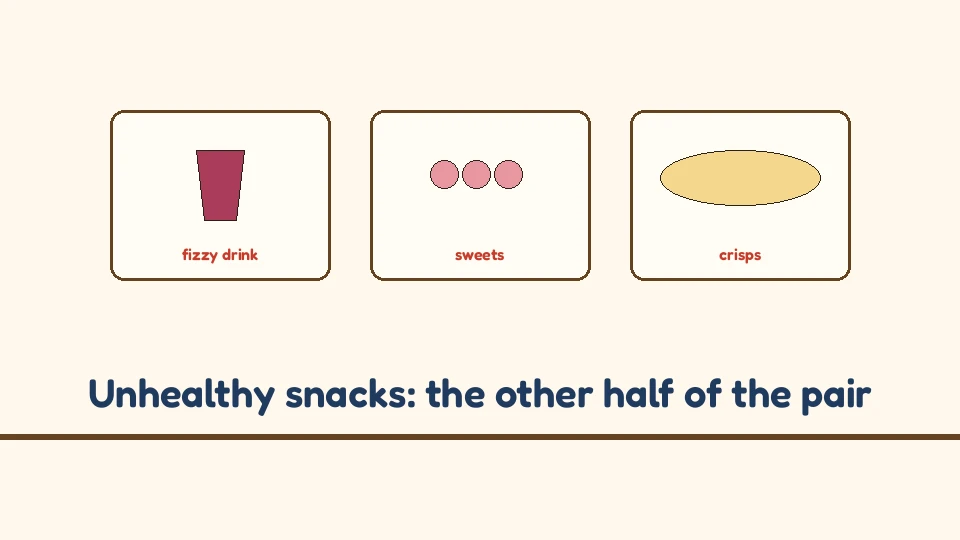 fizzy drink
sweets
crisps
Unhealthy snacks: the other half of the pair